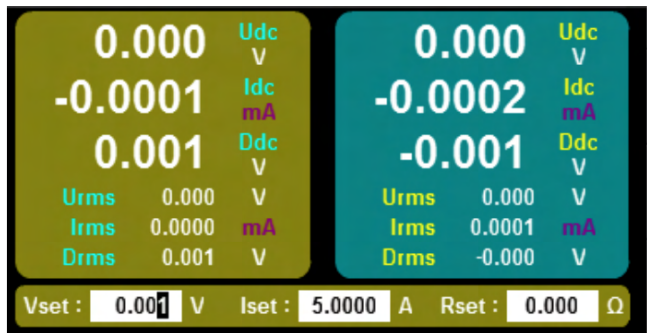 0.000 Udc V
-0.0001 Idc mA
0.001 Ddc V
Urms 0.000 V
Irms 0.0000 mA
Drms 0.001 V
0.000 Udc V
-0.0002 Idc mA
-0.001 Ddc V
Urms 0.000 V
Irms 0.0001 mA
Drms -0.000 V
Vset : 0.001 V Iset : 5.0000 A Rset : 0.000 Ω